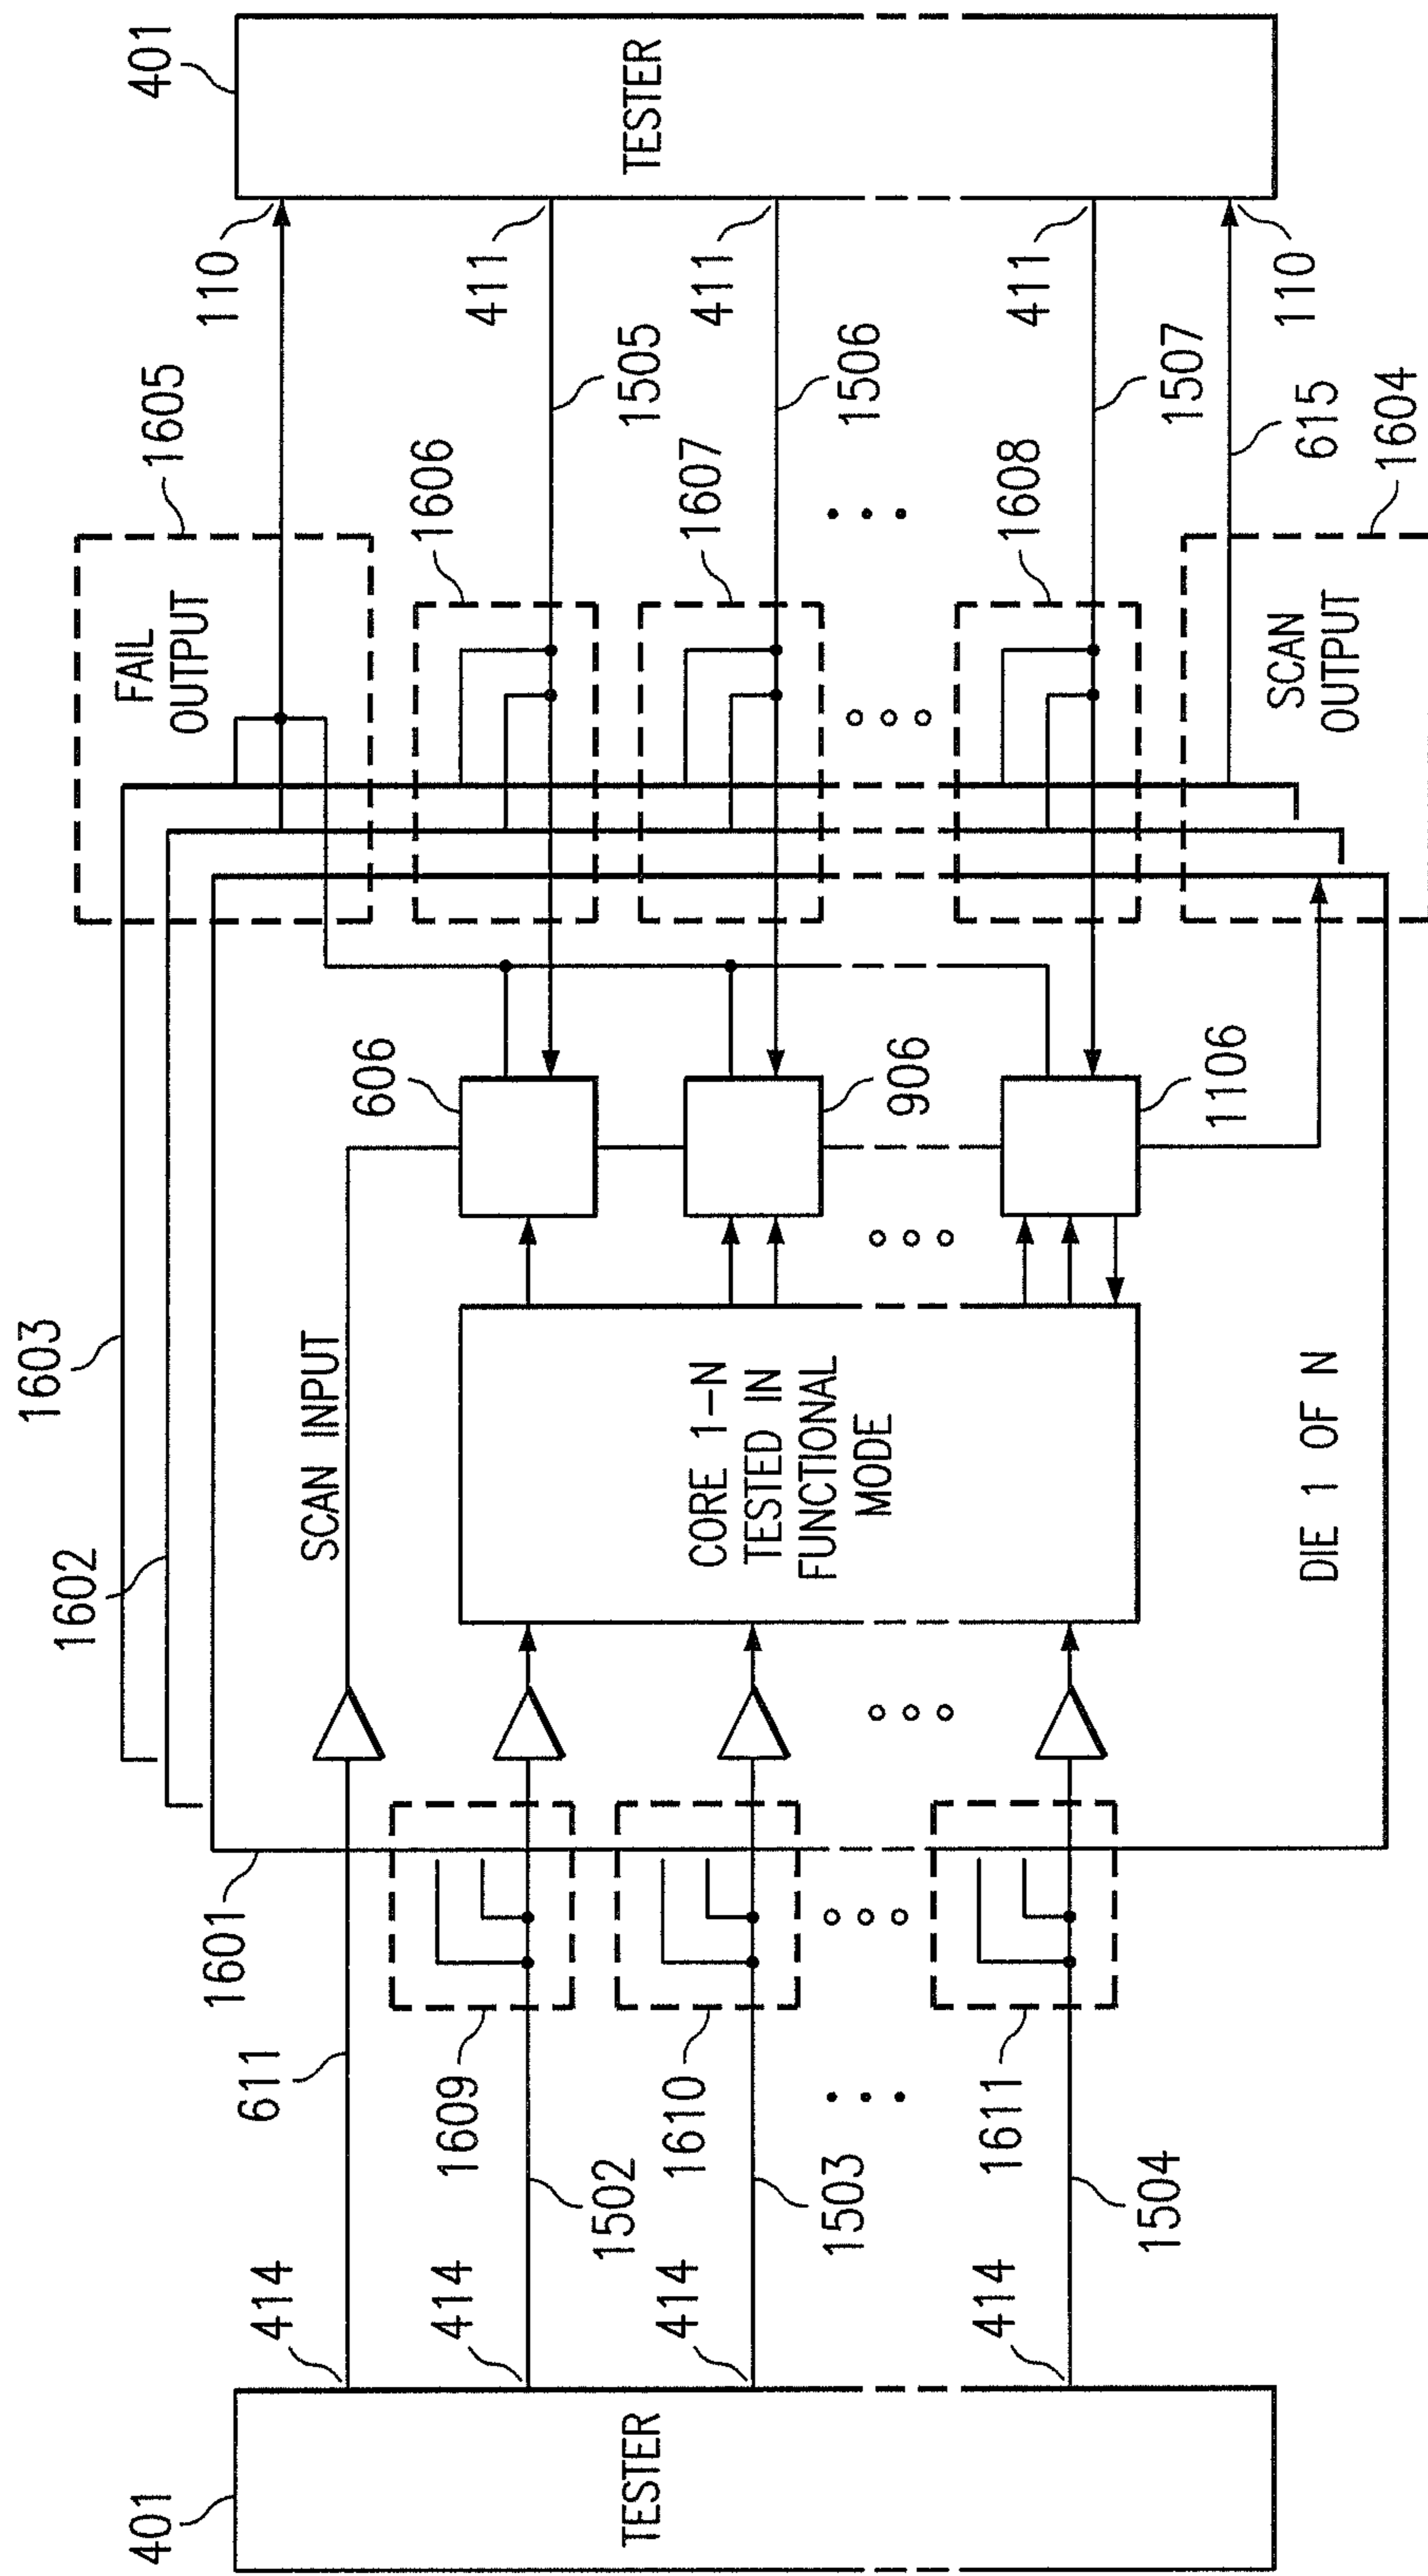 401
TESTER
414
611
1601
1602
1603
SCAN INPUT
FAIL
OUTPUT
1605
110
401
TESTER
414
1502
1609
606
1606
1505
411
414
1503
1610
CORE 1–N
TESTED IN
FUNCTIONAL
MODE
906
1607
1506
411
414
1504
1611
1106
1608
1507
411
DIE 1 OF N
SCAN
OUTPUT
1604
615
110